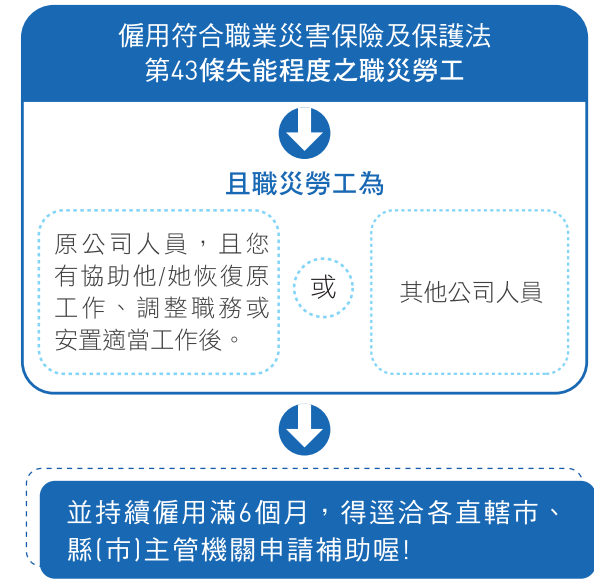 僱用符合職業災害保險及保護法
第43條失能程度之職災勞工
且職災勞工為
原公司人員，且您
有協助他/她恢復原
工作、調整職務或
安置適當工作後。
或
其他公司人員
並持續僱用滿6個月，得逕洽各直轄市、
縣(市)主管機關申請補助喔!